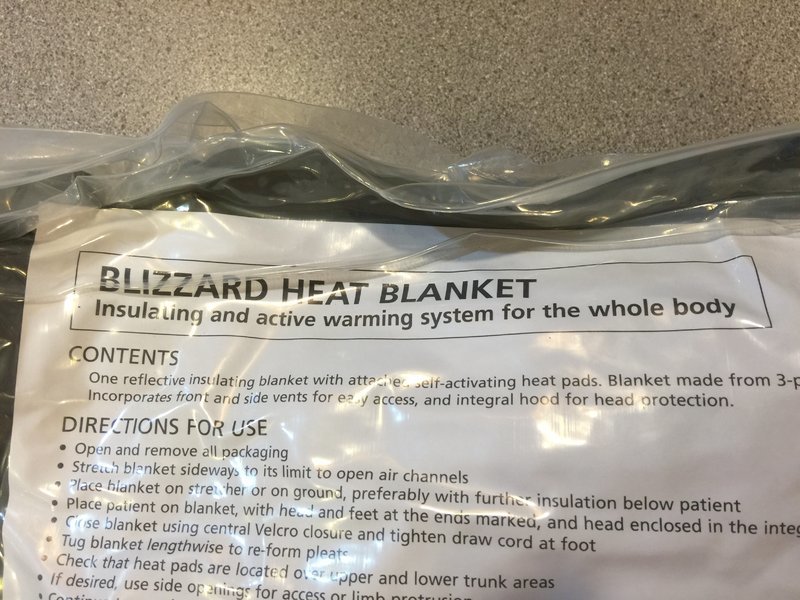 BLIZZARD HEAT BLANKET
Insulating and active warming system for the whole body
CONTENTS
One reflective insulating blanket with attached self-activating heat pads. Blanket made from 3-p
Incorporates front and side vents for easy access, and integral hood for head protection.
DIRECTIONS FOR USE
• Open and remove all packaging
• Stretch blanket sideways to its limit to open air channels
• Place blanket on stretcher or on ground, preferably with further insulation below patient
• Place patient on blanket, with head and feet at the ends marked, and head enclosed in the integ
• Close blanket using central Velcro closure and tighten draw cord at foot
• Tug blanket lengthwise to re-form pleats
• Check that heat pads are located over upper and lower trunk areas
• If desired, use side openings for access or limb protrusion